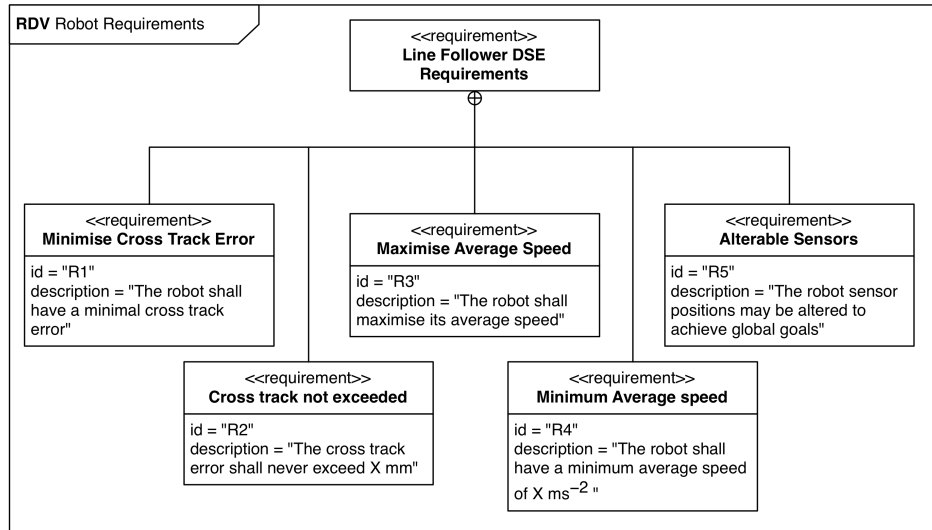 RDV Robot Requirements
<<requirement>>
Line Follower DSE
Requirements
<<requirement>>
Minimise Cross Track Error
id = "R1"
description = "The robot shall
have a minimal cross track
error"
<<requirement>>
Cross track not exceeded
id = "R2"
description = "The cross track
error shall never exceed X mm"
<<requirement>>
Maximise Average Speed
id = "R3"
description = "The robot shall
maximise its average speed"
<<requirement>>
Minimum Average speed
id = "R4"
description = "The robot shall
have a minimum average speed
of X ms⁻² "
<<requirement>>
Alterable Sensors
id = "R5"
description = "The robot sensor
positions may be altered to
achieve global goals"